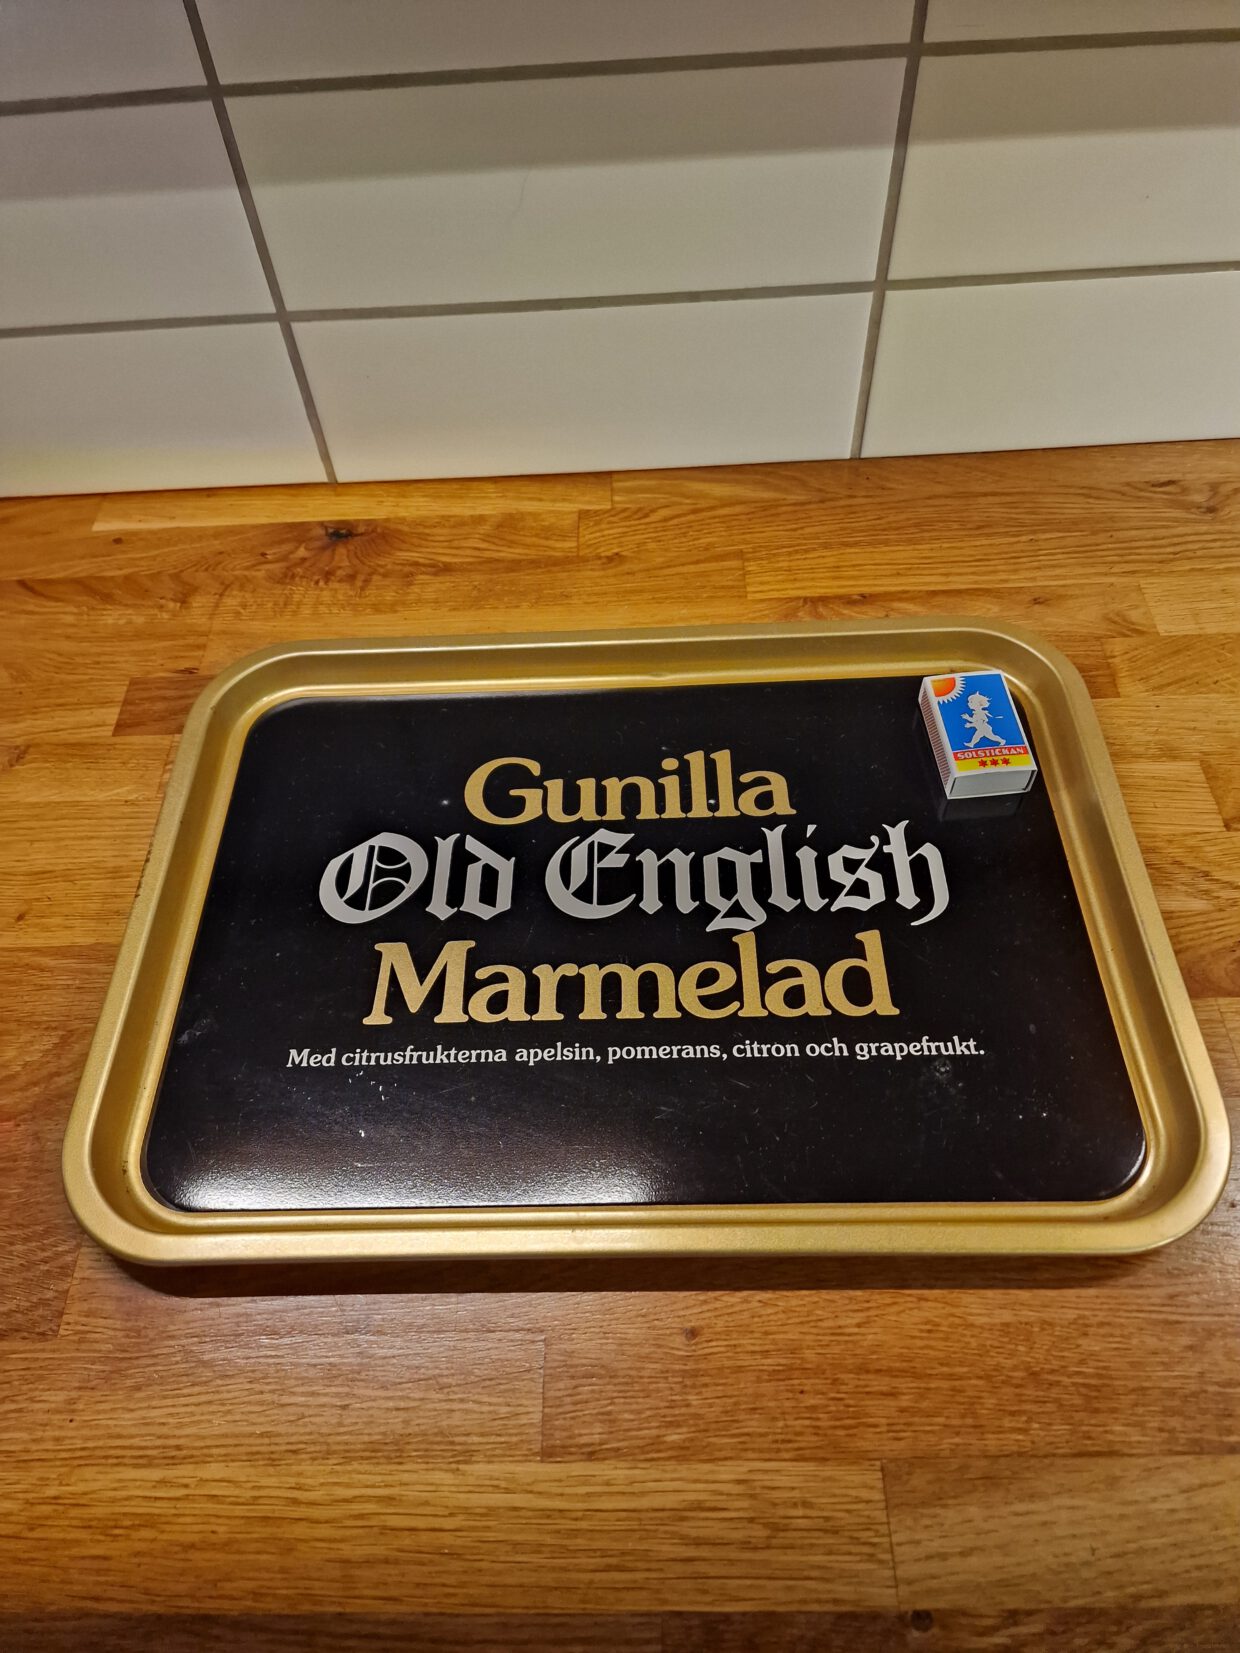 Gunilla
Old English
Marmelad
Med citrusfrukterna apelsin, pomerans, citron och grapefrukt.
SOLSTICKAN